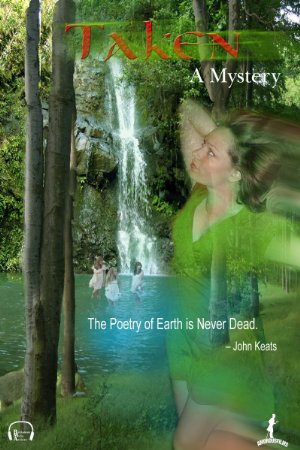 Taken
A Mystery
The Poetry of Earth is Never Dead.
– John Keats